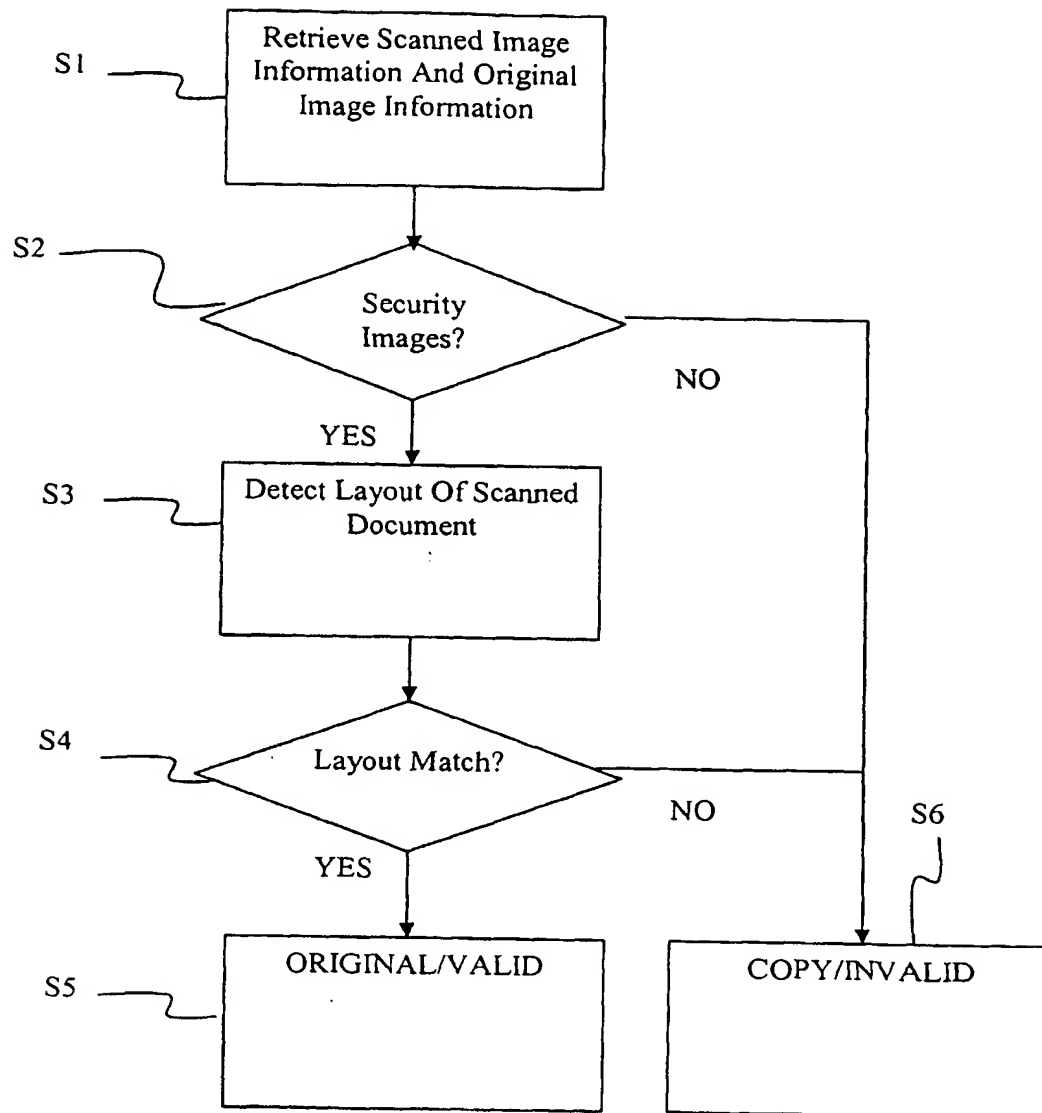 Retrieve Scanned Image
Information And Original
Image Information
S1
S2
Security
Images?
NO
YES
S3
Detect Layout Of Scanned
Document
S4
Layout Match?
NO
S6
YES
ORIGINAL/VALID
COPY/INVALID
S5